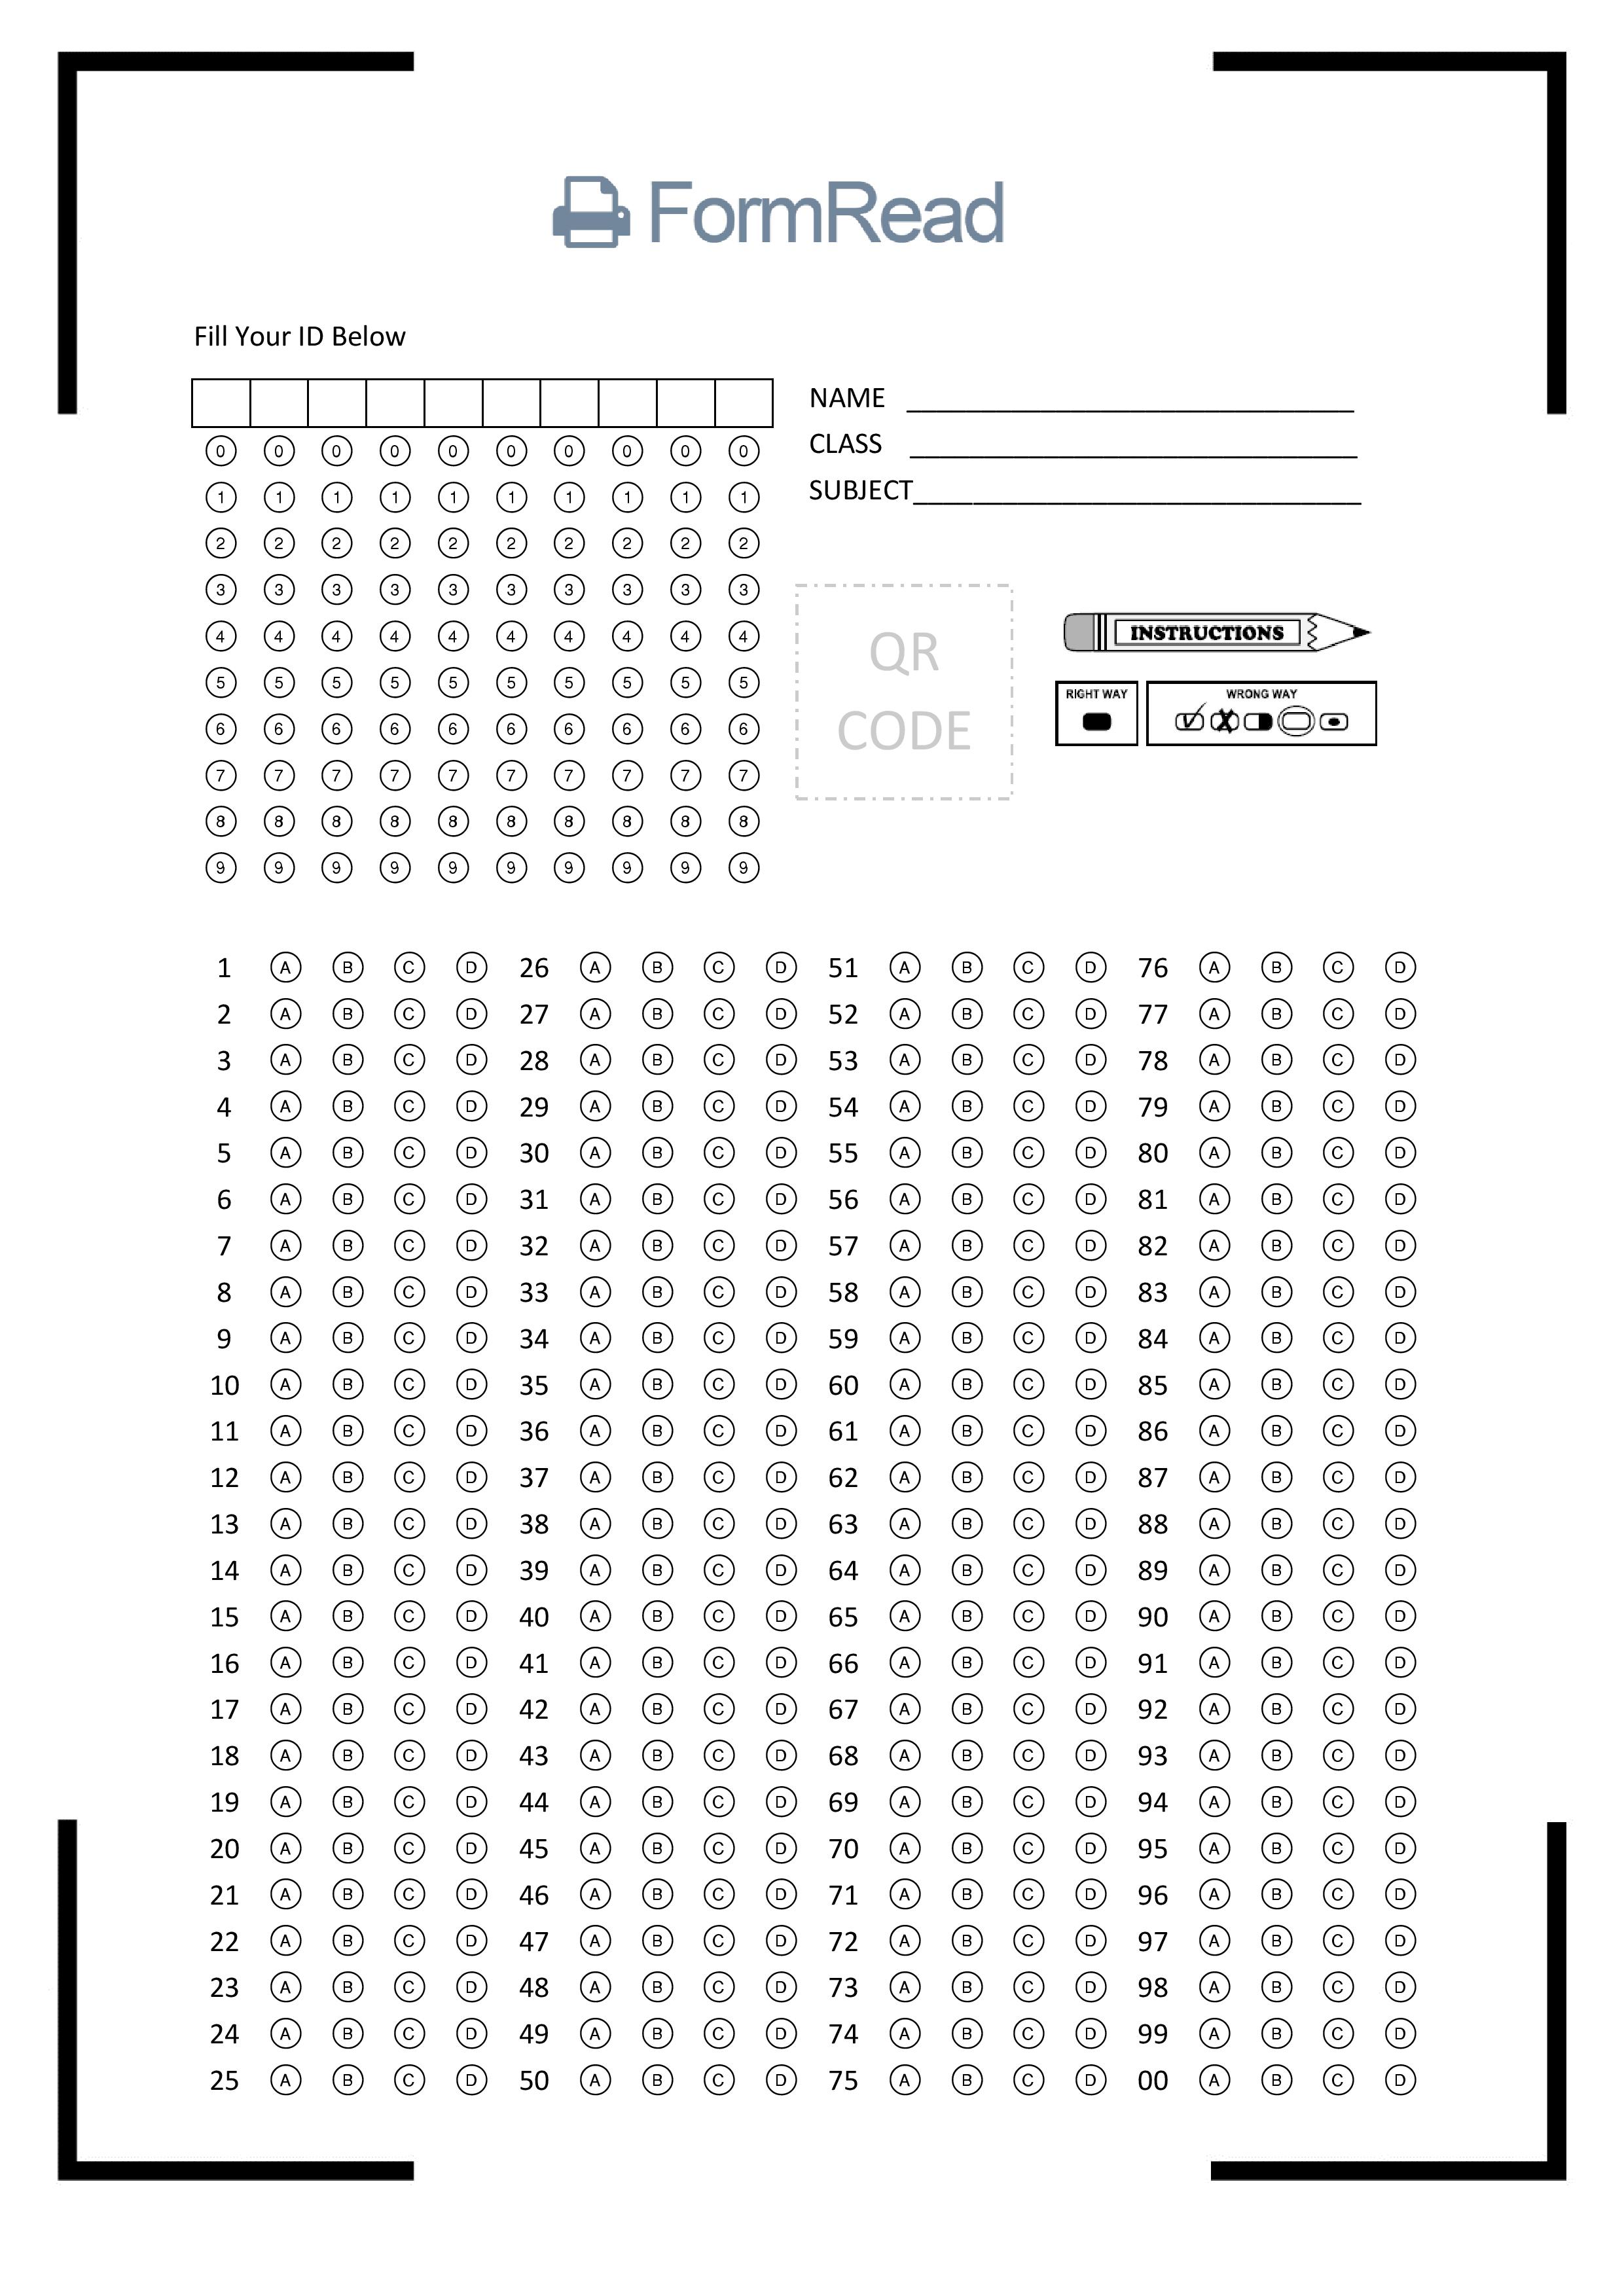 FormRead
Fill Your ID Below
NAME ______________________________
CLASS ______________________________
SUBJECT______________________________
0 0 0 0 0 0 0 0 0 0
1 1 1 1 1 1 1 1 1 1
2 2 2 2 2 2 2 2 2 2
3 3 3 3 3 3 3 3 3 3
4 4 4 4 4 4 4 4 4 4
5 5 5 5 5 5 5 5 5 5
6 6 6 6 6 6 6 6 6 6
7 7 7 7 7 7 7 7 7 7
8 8 8 8 8 8 8 8 8 8
9 9 9 9 9 9 9 9 9 9
QR
CODE
INSTRUCTIONS
RIGHT WAY WRONG WAY
1 A B C D 26 A B C D 51 A B C D 76 A B C D
2 A B C D 27 A B C D 52 A B C D 77 A B C D
3 A B C D 28 A B C D 53 A B C D 78 A B C D
4 A B C D 29 A B C D 54 A B C D 79 A B C D
5 A B C D 30 A B C D 55 A B C D 80 A B C D
6 A B C D 31 A B C D 56 A B C D 81 A B C D
7 A B C D 32 A B C D 57 A B C D 82 A B C D
8 A B C D 33 A B C D 58 A B C D 83 A B C D
9 A B C D 34 A B C D 59 A B C D 84 A B C D
10 A B C D 35 A B C D 60 A B C D 85 A B C D
11 A B C D 36 A B C D 61 A B C D 86 A B C D
12 A B C D 37 A B C D 62 A B C D 87 A B C D
13 A B C D 38 A B C D 63 A B C D 88 A B C D
14 A B C D 39 A B C D 64 A B C D 89 A B C D
15 A B C D 40 A B C D 65 A B C D 90 A B C D
16 A B C D 41 A B C D 66 A B C D 91 A B C D
17 A B C D 42 A B C D 67 A B C D 92 A B C D
18 A B C D 43 A B C D 68 A B C D 93 A B C D
19 A B C D 44 A B C D 69 A B C D 94 A B C D
20 A B C D 45 A B C D 70 A B C D 95 A B C D
21 A B C D 46 A B C D 71 A B C D 96 A B C D
22 A B C D 47 A B C D 72 A B C D 97 A B C D
23 A B C D 48 A B C D 73 A B C D 98 A B C D
24 A B C D 49 A B C D 74 A B C D 99 A B C D
25 A B C D 50 A B C D 75 A B C D 00 A B C D